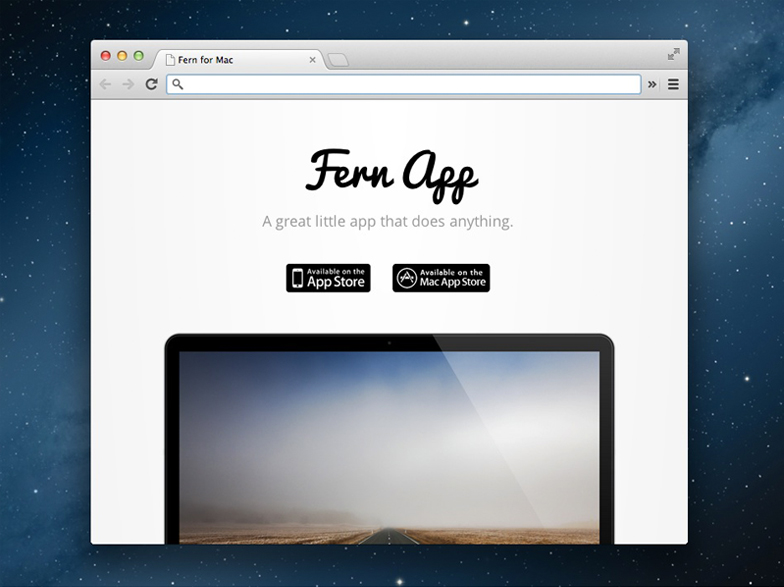 Fern for Mac
Fern App
A great little app that does anything.
Available on the
App Store
Available on the
Mac App Store